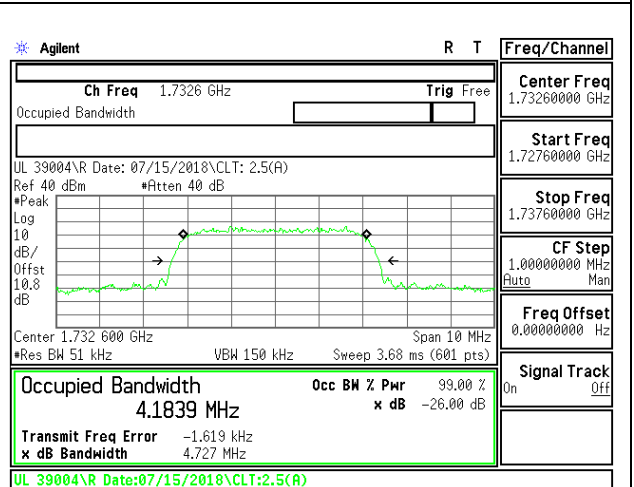 Agilent R T Freq/Channel
Ch Freq 1.7326 GHz Trig Free
Occupied Bandwidth
Center Freq
1.73260000 GHz
Start Freq
1.72760000 GHz
UL 39004\R Date: 07/15/2018\CLT: 2.5(A)
Ref 40 dBm #Atten 40 dB
#Peak
Log
10
dB/
Offst
10.8
dB
Stop Freq
1.73760000 GHz
CF Step
1.00000000 MHz
Auto Man
Freq Offset
0.00000000 Hz
Center 1.732 600 GHz Span 10 MHz
#Res BW 51 kHz VBW 150 kHz Sweep 3.68 ms (601 pts)
Signal Track
On Off
Occupied Bandwidth Occ BW % Pwr 99.00 %
4.1839 MHz x dB -26.00 dB
Transmit Freq Error -1.619 kHz
x dB Bandwidth 4.727 MHz
UL 39004\R Date:07/15/2018\CLT:2.5(A)